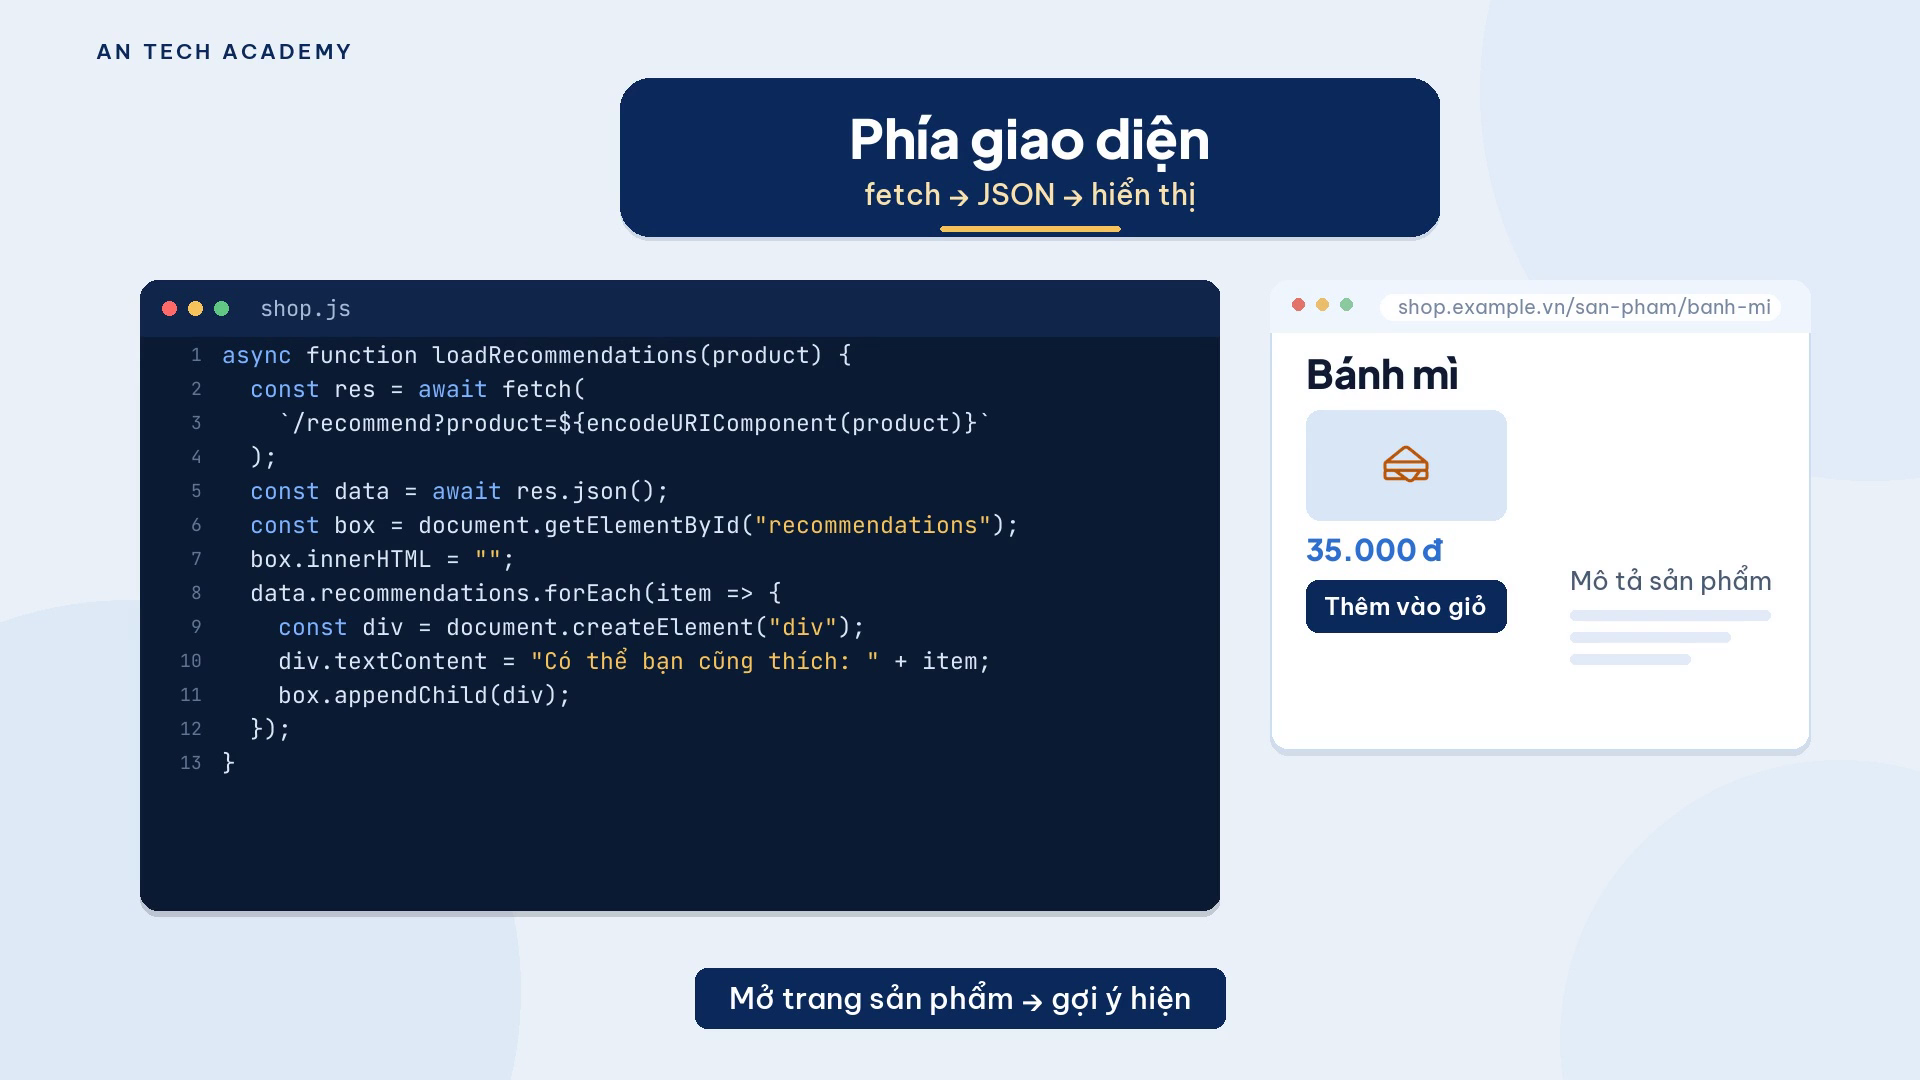 AN TECH ACADEMY
Phía giao diện
fetch → JSON → hiển thị
shop.js
1 async function loadRecommendations(product) {
2   const res = await fetch(
3     `/recommend?product=${encodeURIComponent(product)}`
4   );
5   const data = await res.json();
6   const box = document.getElementById("recommendations");
7   box.innerHTML = "";
8   data.recommendations.forEach(item => {
9     const div = document.createElement("div");
10     div.textContent = "Có thể bạn cũng thích: " + item;
11     box.appendChild(div);
12   });
13 }
shop.example.vn/san-pham/banh-mi
Bánh mì
35.000 đ
Thêm vào giỏ
Mô tả sản phẩm
Mở trang sản phẩm → gợi ý hiện